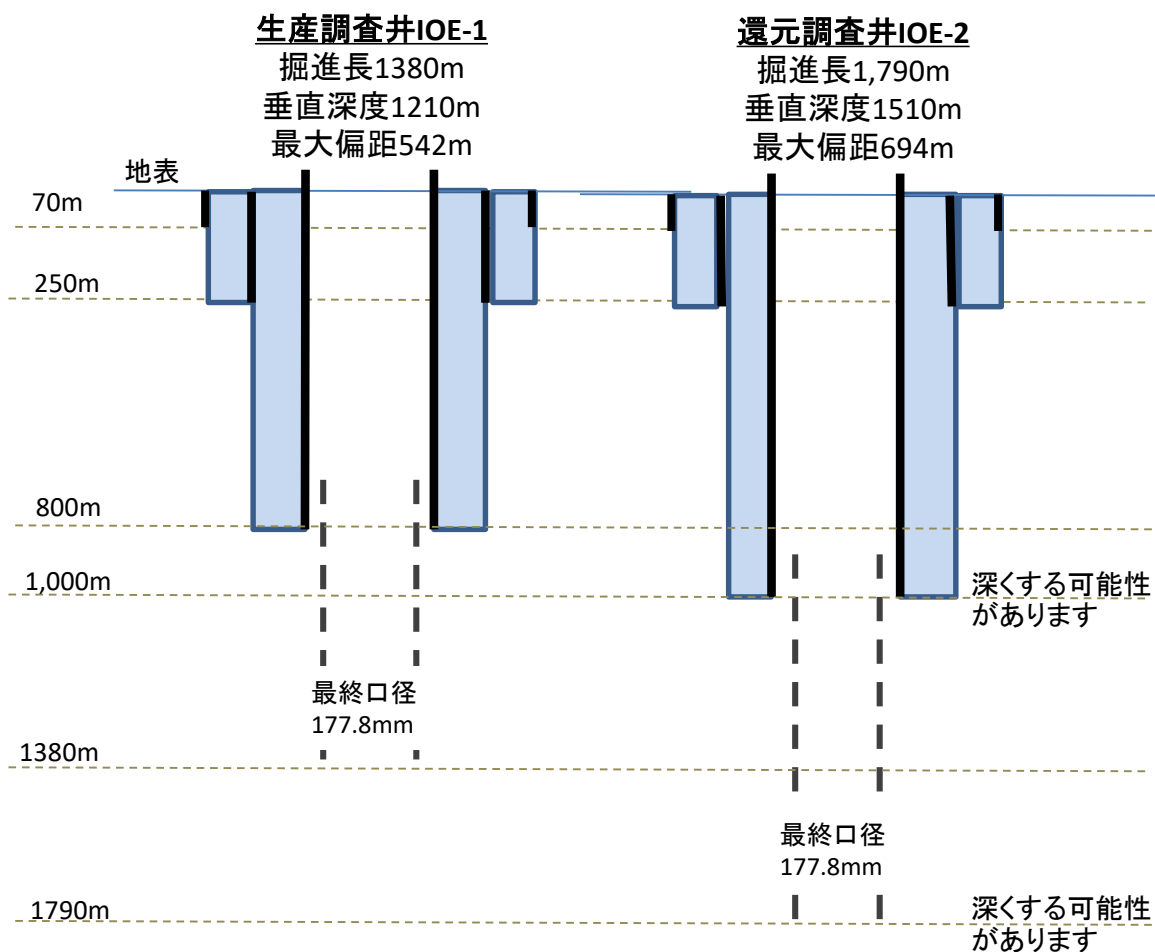 生産調査井IOE-1
掘進長1380m
垂直深度1210m
最大偏距542m
還元調査井IOE-2
掘進長1,790m
垂直深度1510m
最大偏距694m
地表
70m
250m
800m
1,000m
深くする可能性
があります
最終口径
177.8mm
1380m
最終口径
177.8mm
1790m
深くする可能性
があります